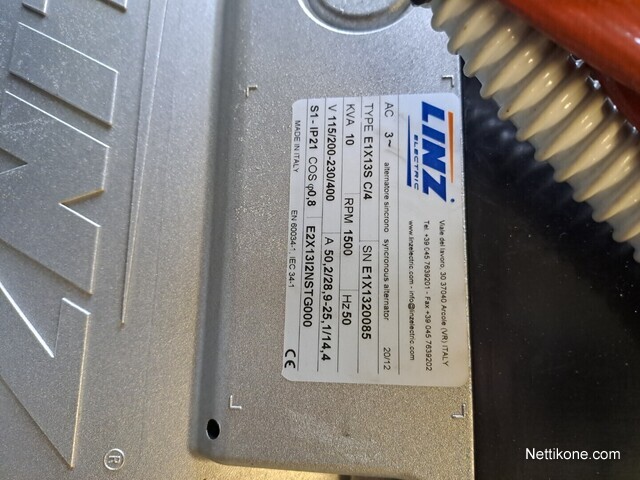 LINZ
ELECTRIC
Viale del lavoro, 30 37040 Arcole (VR) ITALY
Tel. +39 045 7639201 - Fax +39 045 7639202
www.linzelectric.com - info@linzelectric.com
AC 3~ alternatore sincrono synchronous alternator 20/12
TYPE E1X13S C/4 SN E1X1320085
KVA 10 RPM 1500 Hz 50
V 115/200-230/400 A 50,2/28,9-25,1/14,4
S1- IP21 COS φ0,8 E2X13I2NSTG000
MADE IN ITALY EN 60034-1 IEC 34-1
CE
®
Nettikone.com